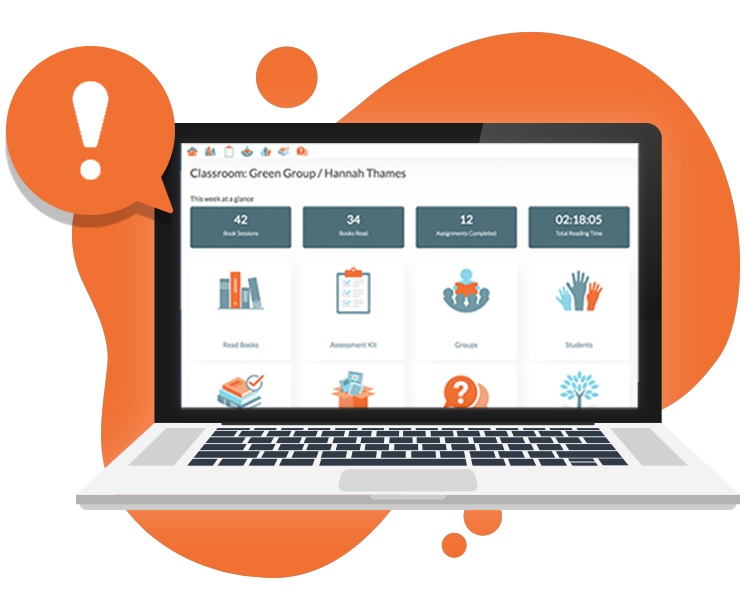 !
Classroom: Green Group / Hannah Thames
This week at a glance
42 34 12 02:18:05
Book Sessions Books Read Assignments Completed Total Reading Time
Read Books Assessment Kit Groups Students
?